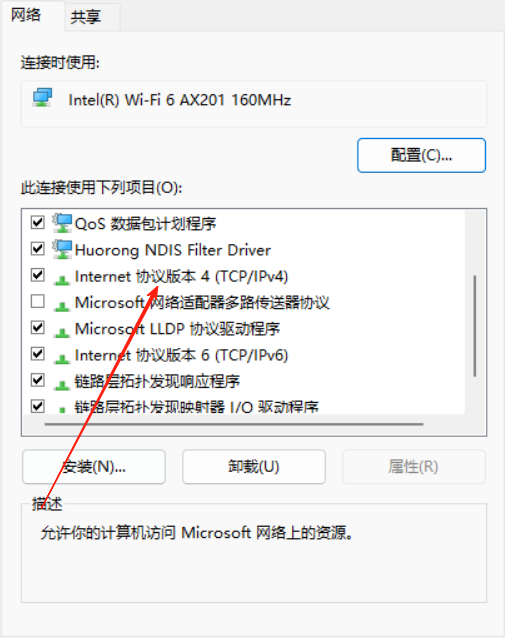 网络 共享
连接时使用:
Intel(R) Wi-Fi 6 AX201 160MHz
配置(C)...
此连接使用下列项目(O):
QoS 数据包计划程序
Huorong NDIS Filter Driver
Internet 协议版本 4 (TCP/IPv4)
Microsoft 网络适配器多路传送器协议
Microsoft LLDP 协议驱动程序
Internet 协议版本 6 (TCP/IPv6)
链路层拓扑发现响应程序
链路层拓扑发现映射器 I/O 驱动程序
安装(N)... 卸载(U) 属性(R)
描述
允许你的计算机访问 Microsoft 网络上的资源。